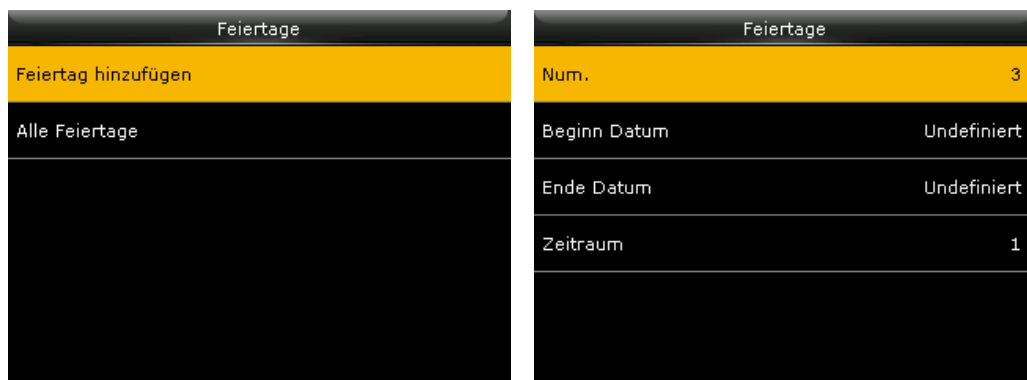 Feiertage
Feiertag hinzufügen
Alle Feiertage
Feiertage
Num. 3
Beginn Datum Undefiniert
Ende Datum Undefiniert
Zeitraum 1